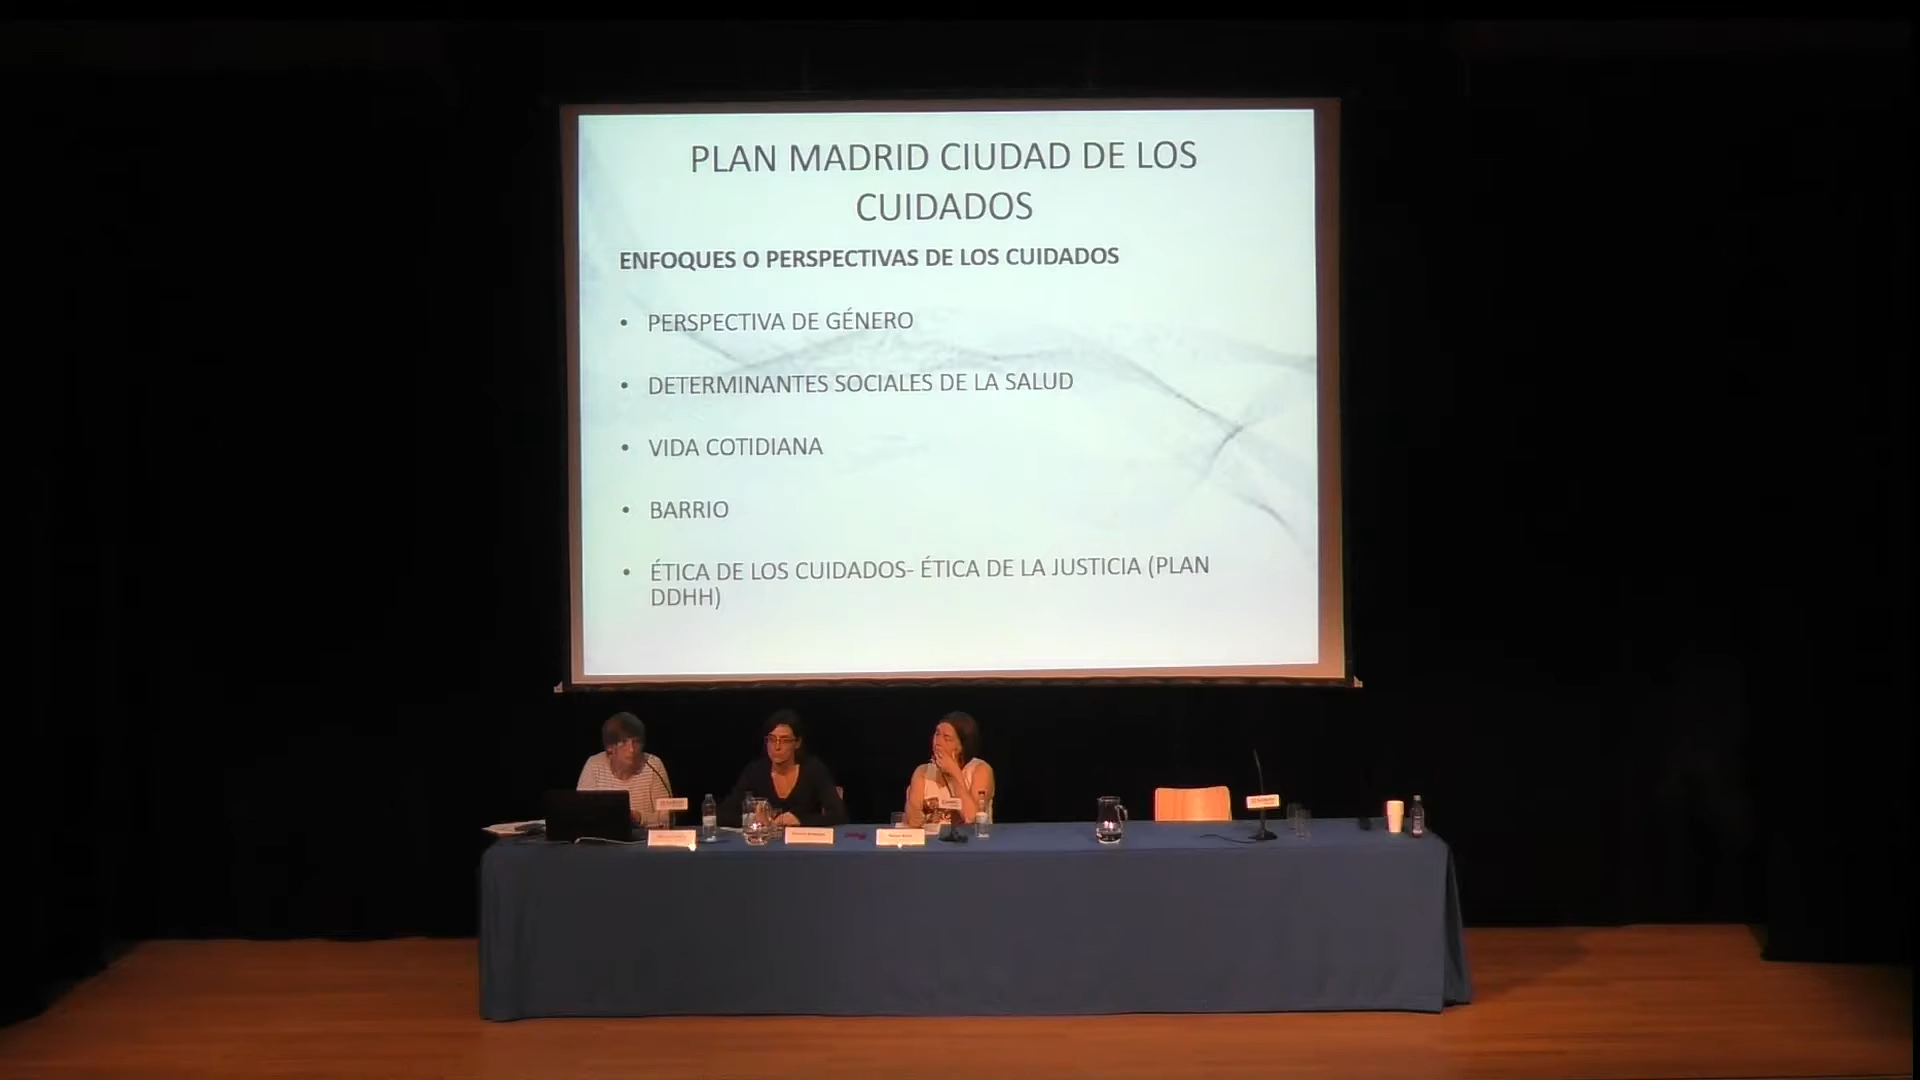 PLAN MADRID CIUDAD DE LOS
CUIDADOS
ENFOQUES O PERSPECTIVAS DE LOS CUIDADOS
• PERSPECTIVA DE GÉNERO
• DETERMINANTES SOCIALES DE LA SALUD
• VIDA COTIDIANA
• BARRIO
• ÉTICA DE LOS CUIDADOS- ÉTICA DE LA JUSTICIA (PLAN
DDHH)